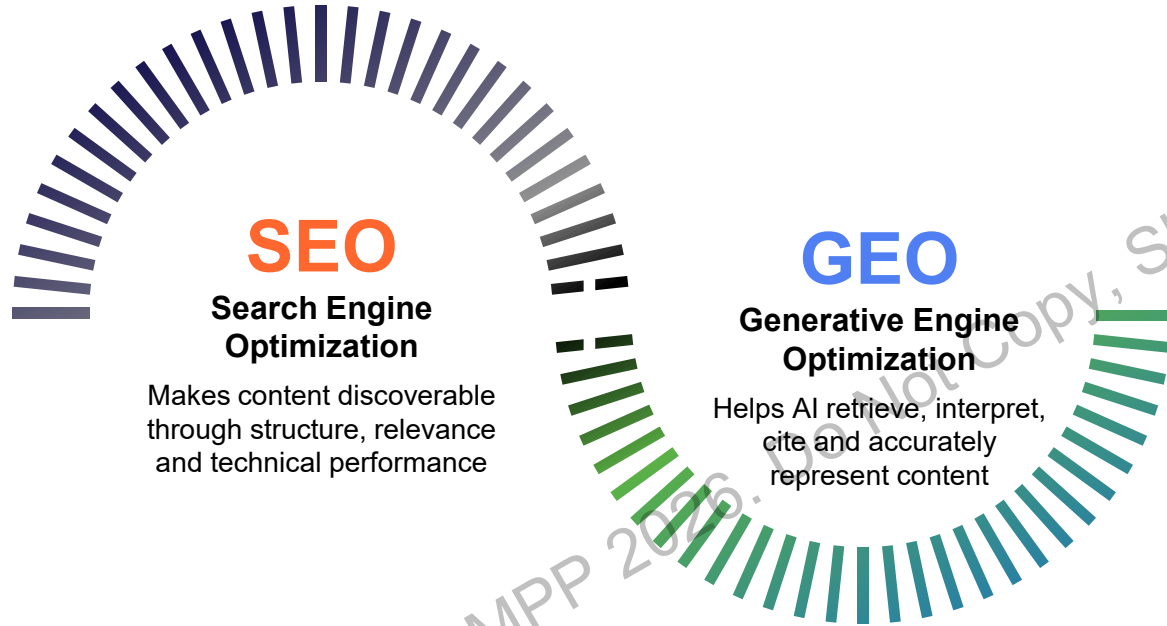 SEO
Search Engine
Optimization
Makes content discoverable
through structure, relevance
and technical performance
GEO
Generative Engine
Optimization
Helps AI retrieve, interpret,
cite and accurately
represent content
MPP 2026. Do Not Copy,